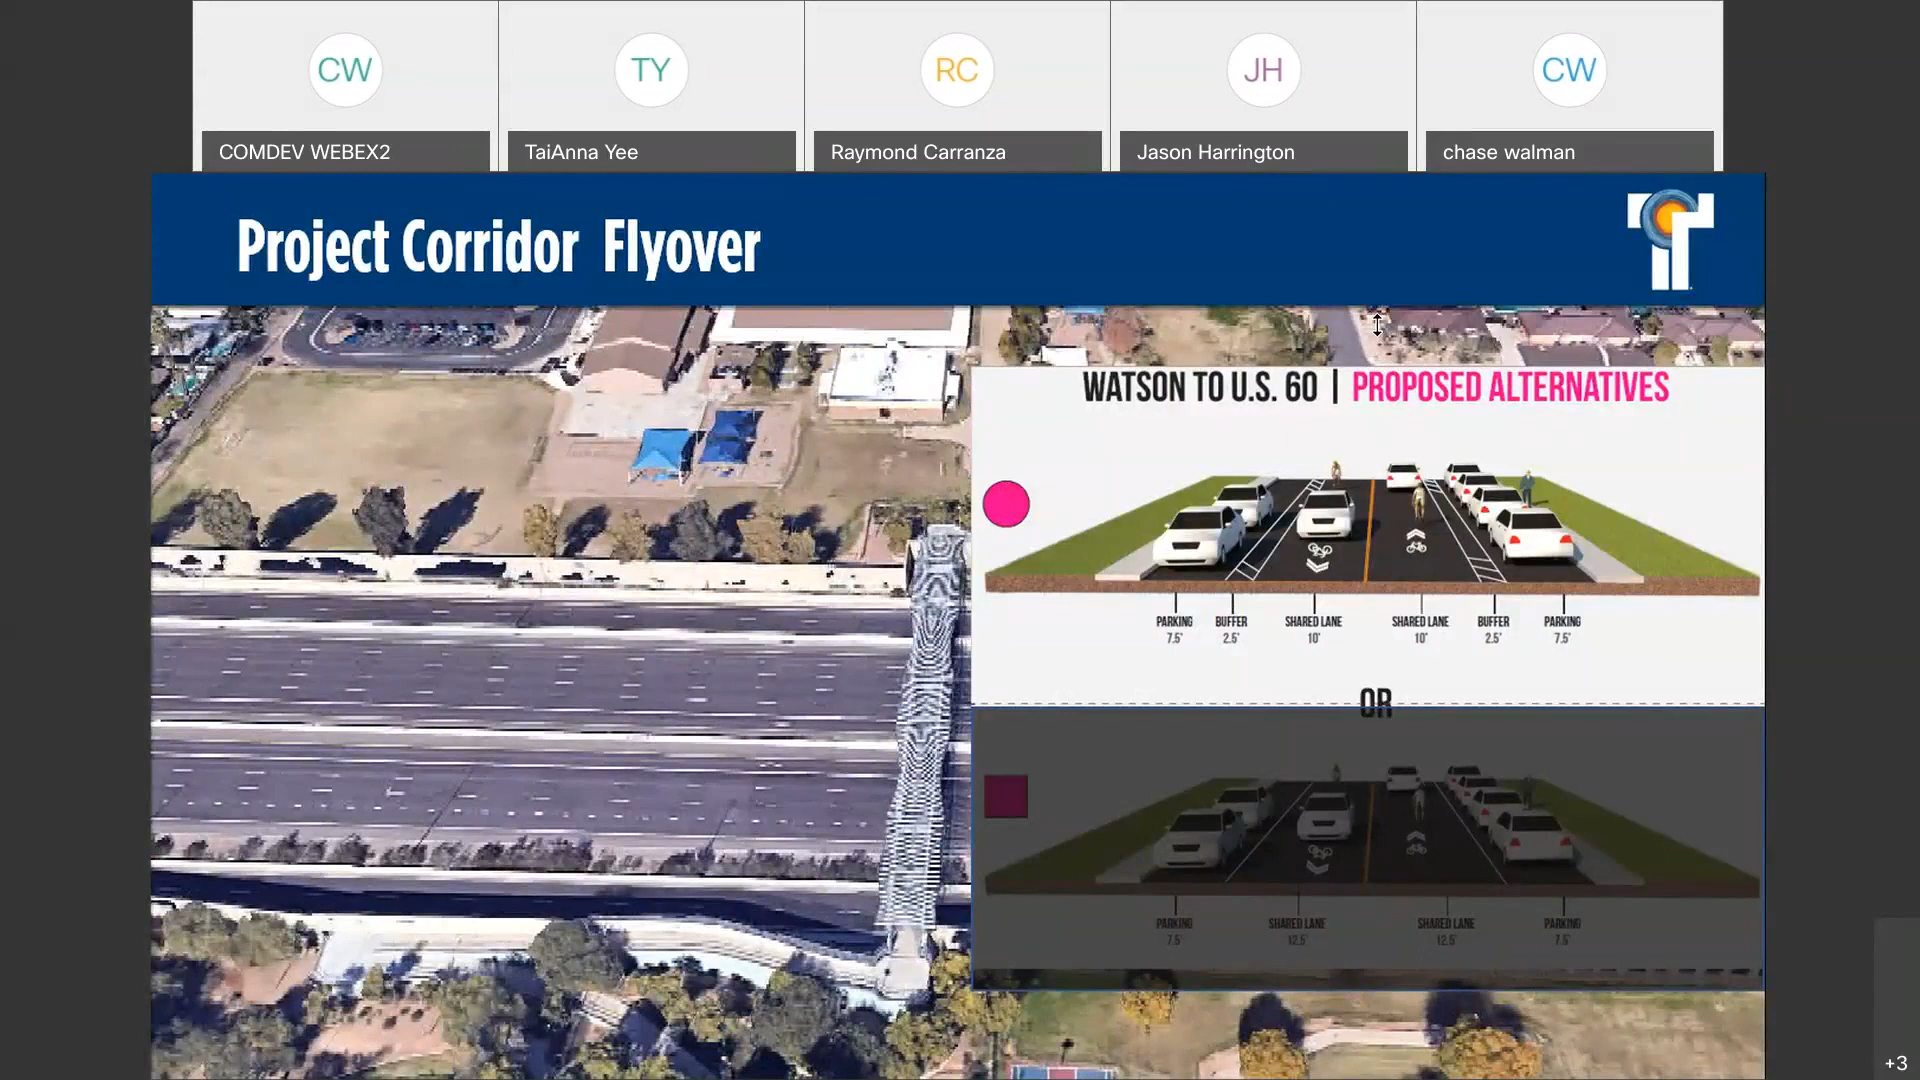 CW
TY
RC
JH
CW
COMDEV WEBEX2
TaiAnna Yee
Raymond Carranza
Jason Harrington
chase walman
Project Corridor Flyover
WATSON TO U.S. 60 | PROPOSED ALTERNATIVES
PARKING BUFFER SHARED LANE SHARED LANE BUFFER PARKING
7.5' 2.5' 10' 10' 2.5' 7.5'
OR
PARKING SHARED LANE SHARED LANE PARKING
7.5' 12.5' 12.5' 7.5'
+3